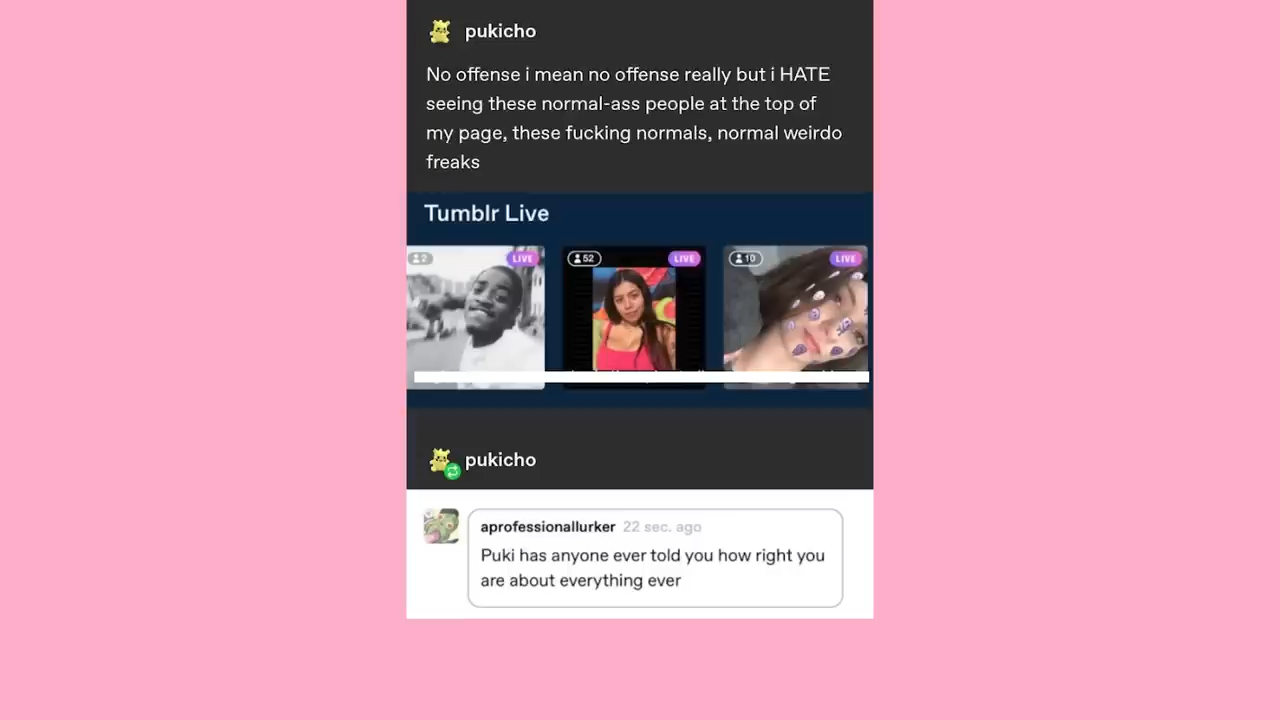 pukicho
No offense i mean no offense really but i HATE
seeing these normal-ass people at the top of
my page, these fucking normals, normal weirdo
freaks
Tumblr Live
2 LIVE
52 LIVE
10 LIVE
pukicho
aprofessionallurker 22 sec. ago
Puki has anyone ever told you how right you
are about everything ever